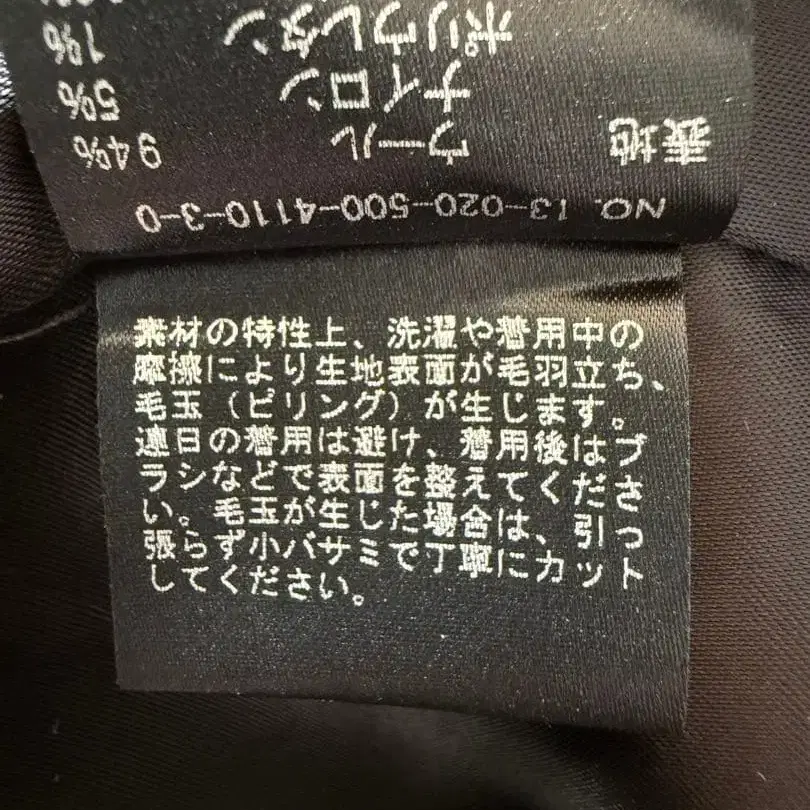 NO. 13-020-500-4110-3-0
表地 ウール 94%
ナイロン 5%
ポリウレタン 1%
素材の特性上、洗濯や着用中の
摩擦により生地表面が毛羽立ち、
毛玉（ピリング）が生じます。
連日の着用は避け、着用後はブ
ラシなどで表面を整えてくださ
い。毛玉が生じた場合は、引っ
張らず小バサミで丁寧にカット
してください。